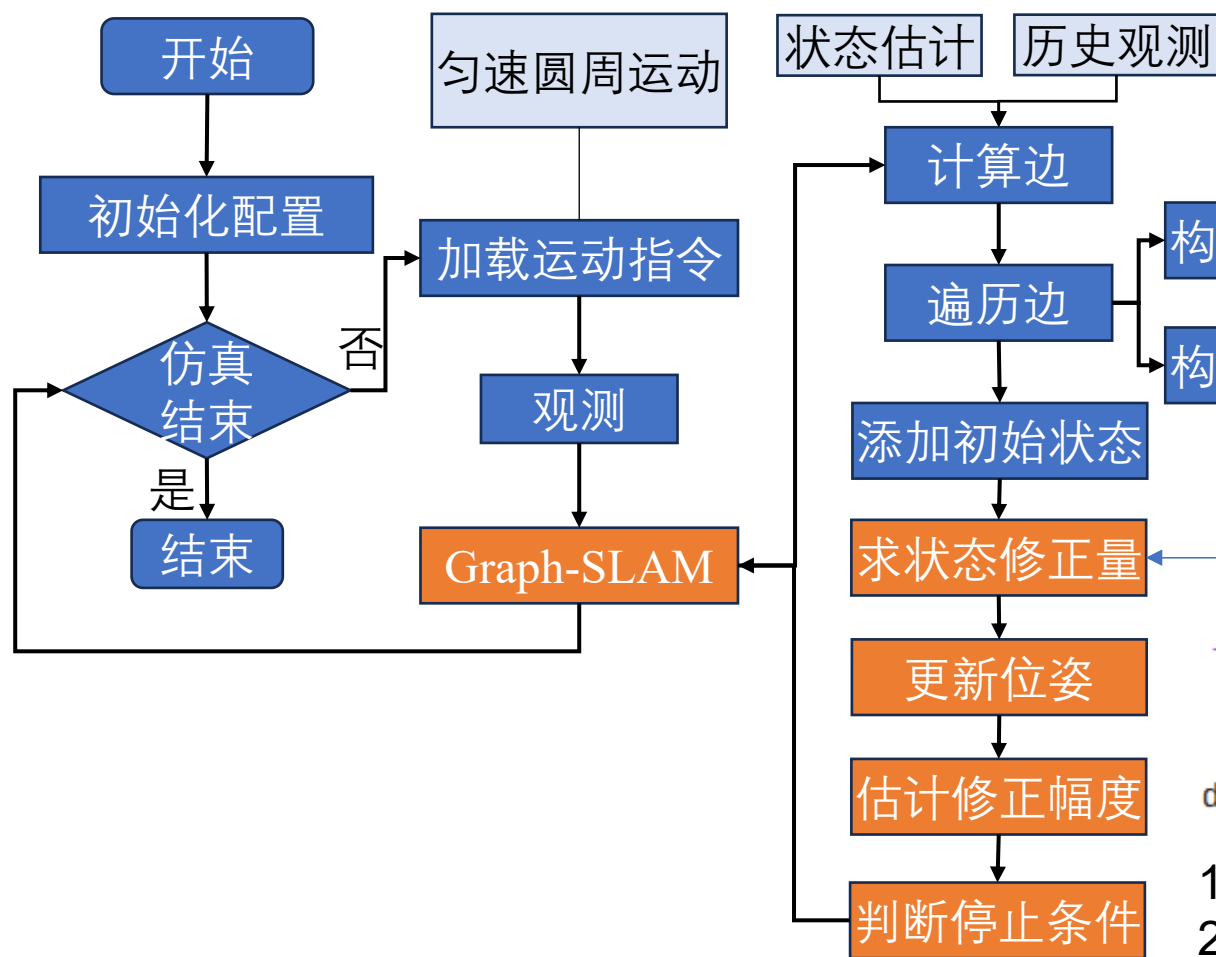 开始
初始化配置
仿真
结束
否
是
结束
匀速圆周运动
加载运动指令
观测
Graph-SLAM
状态估计
历史观测
计算边
遍历边
构
构
添加初始状态
求状态修正量
更新位姿
估计修正幅度
d
判断停止条件
1
2